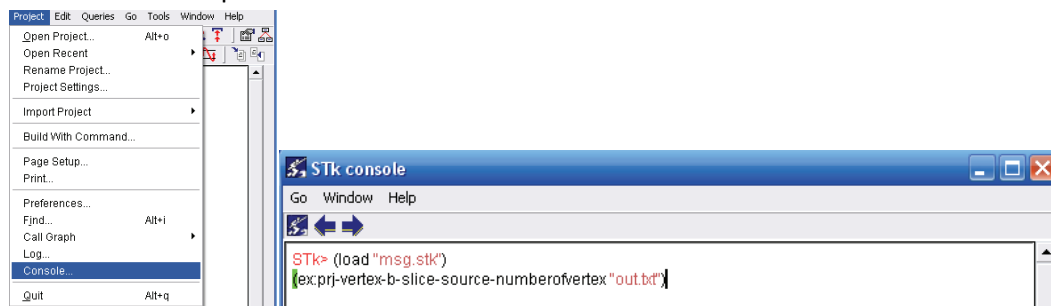 Project Edit Queries Go Tools Window Help
Open Project... Alt+o
Open Recent
Rename Project...
Project Settings...
Import Project
Build With Command...
Page Setup...
Print...
Preferences...
Find... Alt+i
Call Graph
Log...
Console...
Quit Alt+q
STk console
Go Window Help
STk> (load "msg.stk")
(ex:prj-vertex-b-slice-source-numberofvertex "out.txt")